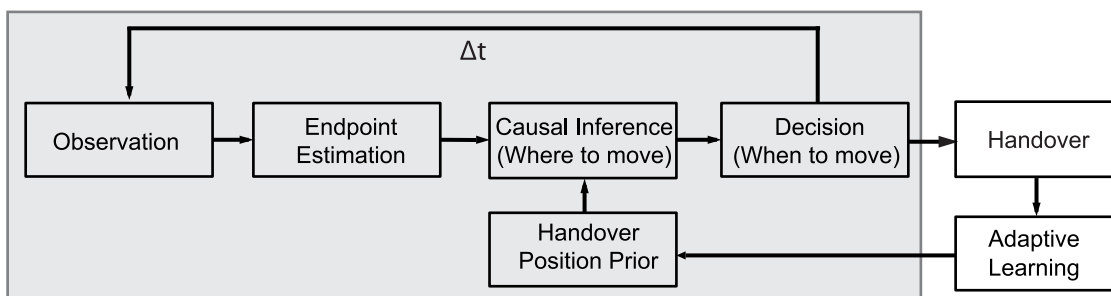 Δt
Observation
Endpoint
Estimation
Causal Inference
(Where to move)
Decision
(When to move)
Handover
Handover
Position Prior
Adaptive
Learning